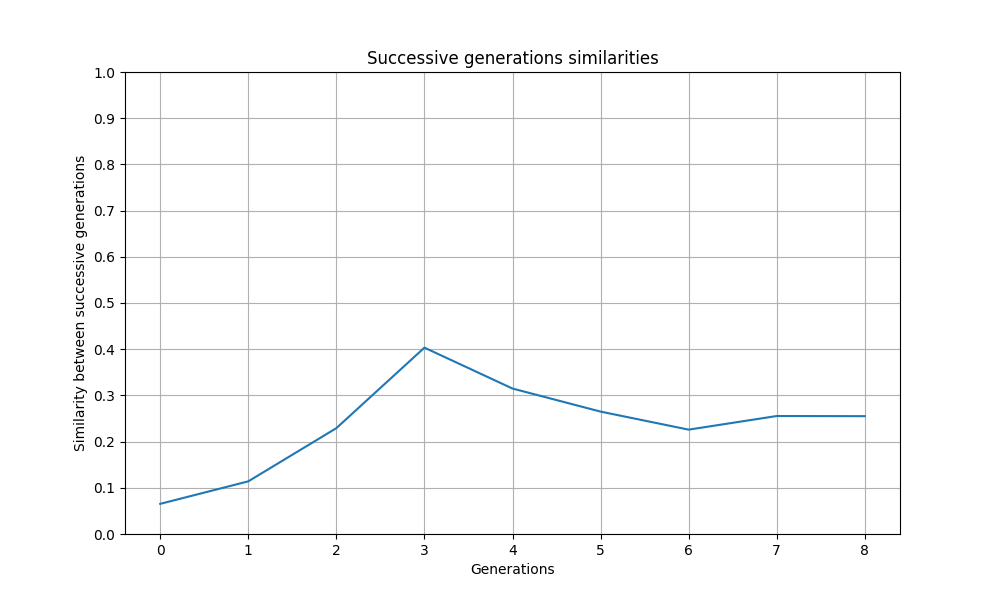 Successive generations similarities
1.0
0.9
0.8
0.7
0.6
0.5
0.4
0.3
0.2
0.1
0.0
Similarity between successive generations
0 1 2 3 4 5 6 7 8
Generations